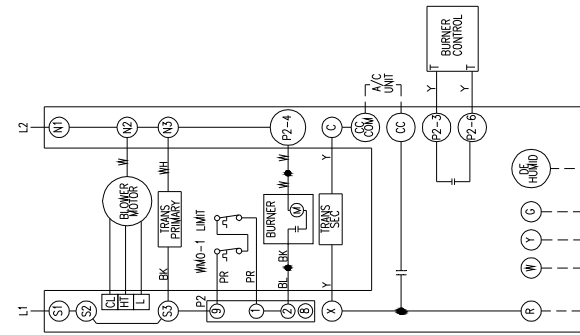 L2
N1
N2
N3
P2-4
C
CC
COM
CC
A/C
UNIT
P2-3
P2-6
BURNER
CONTROL
T
T
Y
Y
W
WH
W
W
Y
BLOWER
MOTOR
TRANS
PRIMARY
WMO-1 LIMIT
BURNER
M
TRANS
SEC
DE
HUMID
CL
HT
L
BK
PR
PR
BL
BK
Y
L1
S1
S2
S3
P2
9
1
2
8
X
R
W
Y
G